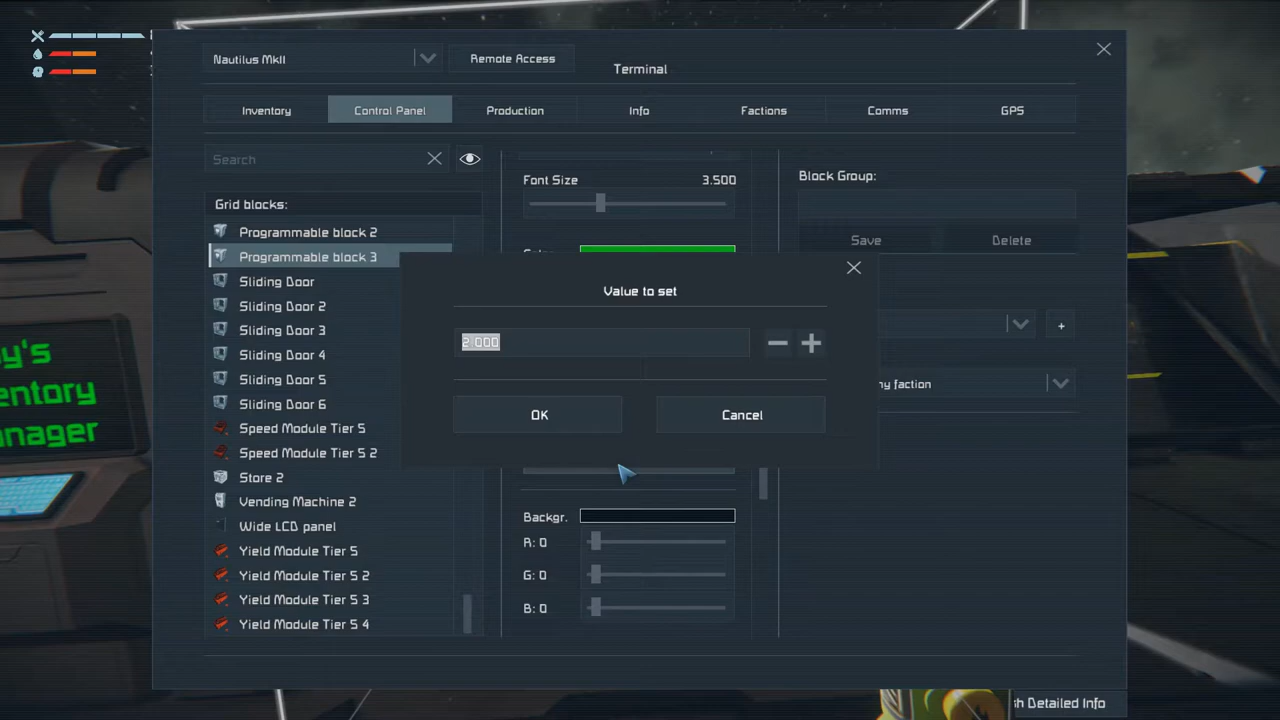 Nautilus MkII
Remote Access
Terminal
Inventory
Control Panel
Production
Info
Factions
Comms
GPS
Search
Grid blocks:
Programmable block 2
Programmable block 3
Sliding Door
Sliding Door 2
Sliding Door 3
Sliding Door 4
Sliding Door 5
Sliding Door 6
Speed Module Tier 5
Speed Module Tier 5 2
Store 2
Vending Machine 2
Wide LCD panel
Yield Module Tier 5
Yield Module Tier 5 2
Yield Module Tier 5 3
Yield Module Tier 5 4
Font Size 3.500
Value to set
2.000
OK
Cancel
Backgr.
R: 0
G: 0
B: 0
Block Group:
Save
Delete
+
ny faction
y's
entory
anager
h Detailed Info